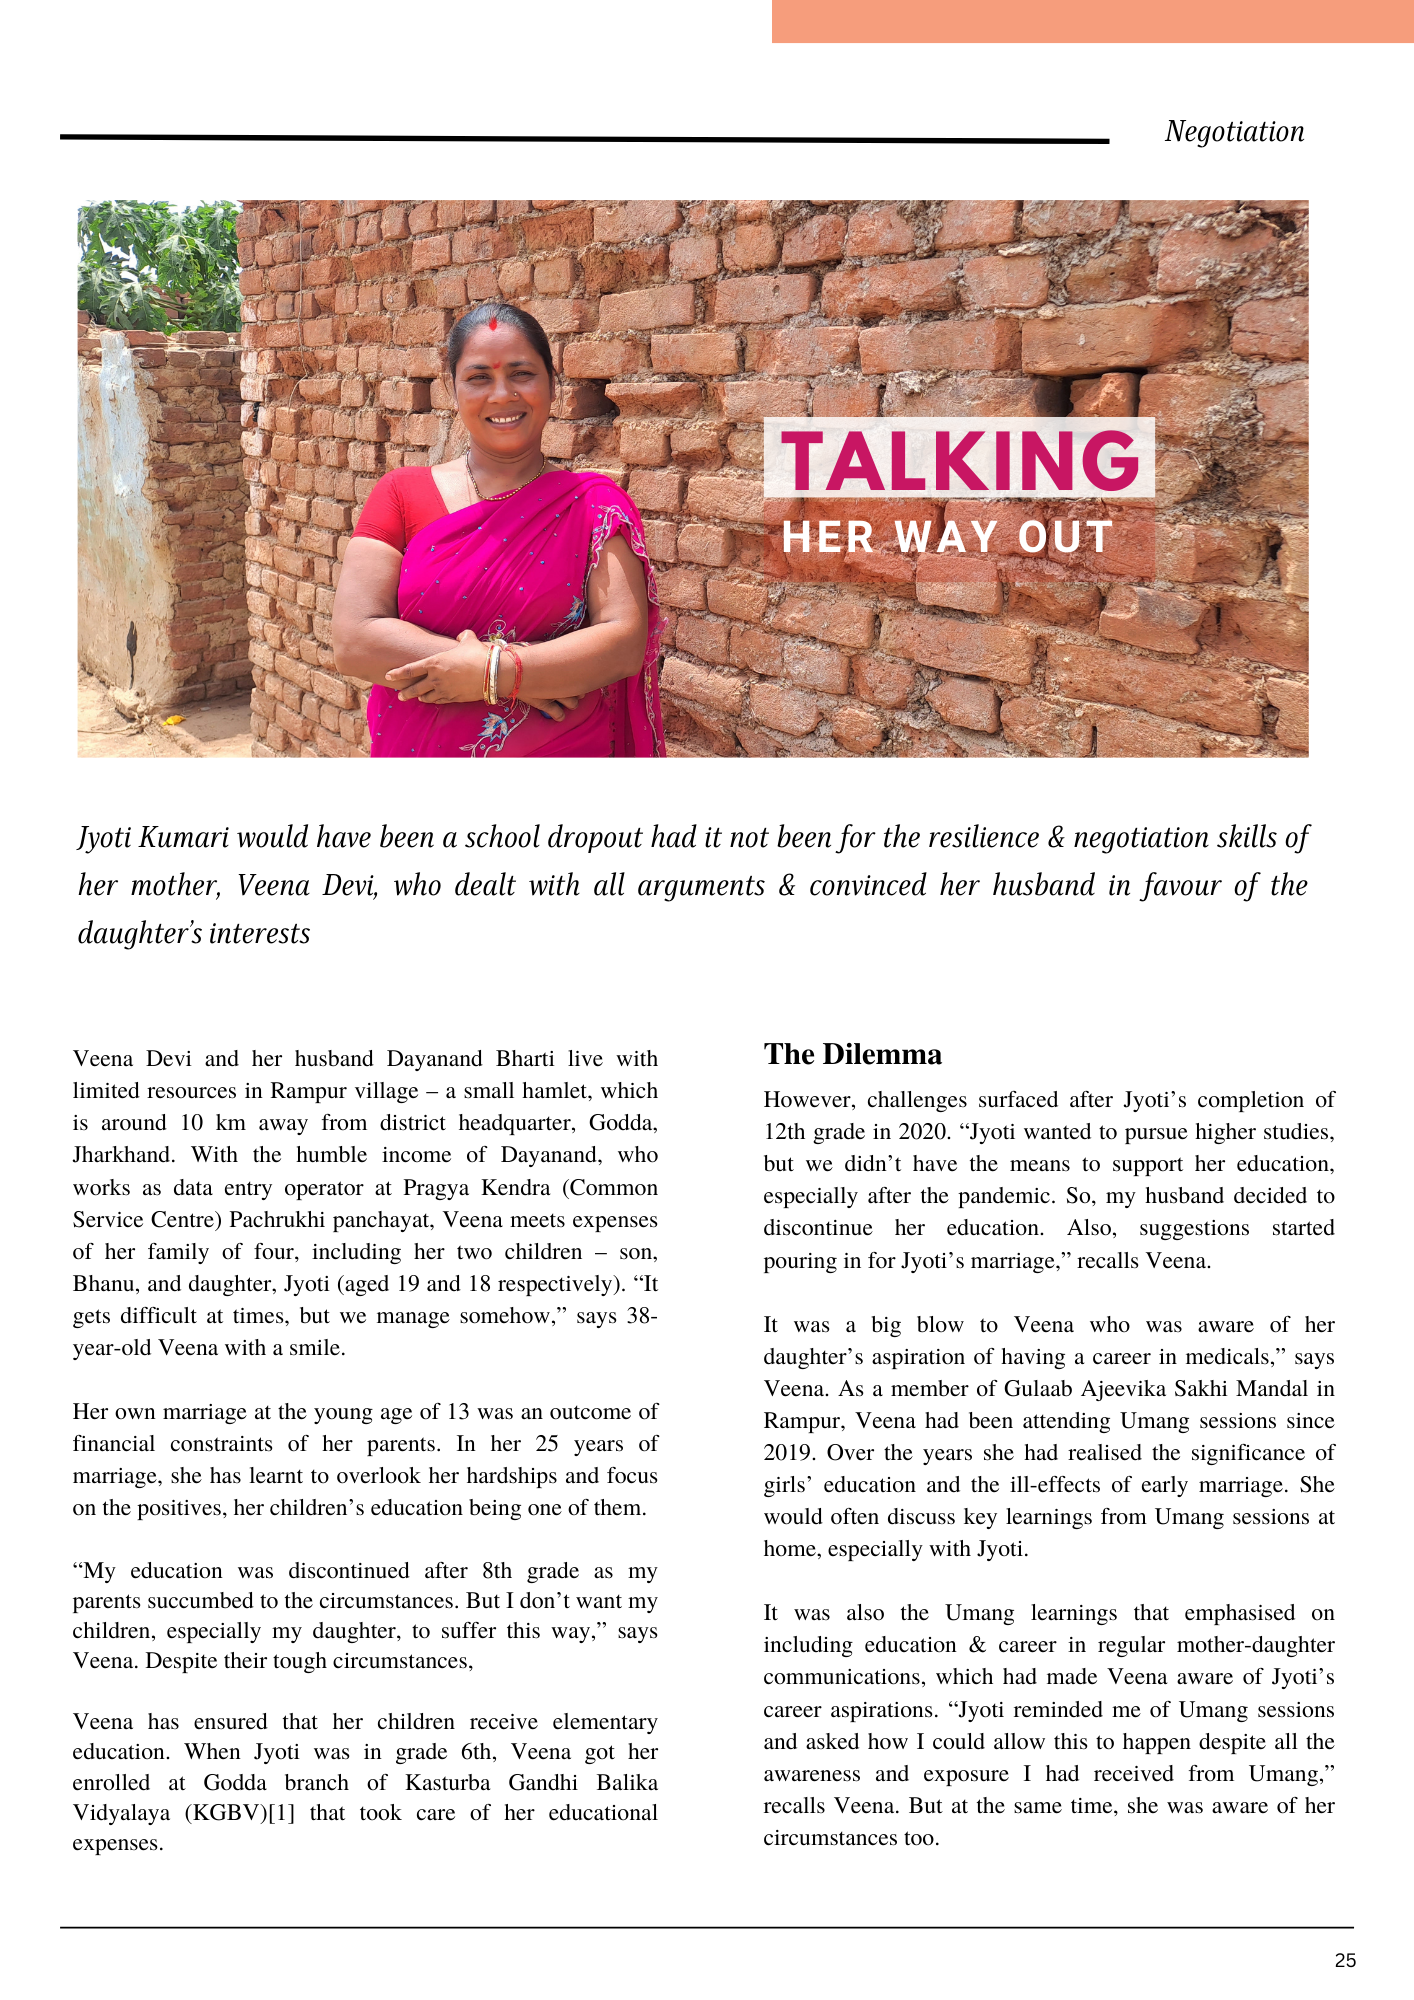 Negotiation
TALKING
HER WAY OUT
Jyoti Kumari would have been a school dropout had it not been for the resilience & negotiation skills of
her mother, Veena Devi, who dealt with all arguments & convinced her husband in favour of the
daughter’s interests
Veena Devi and her husband Dayanand Bharti live with
limited resources in Rampur village – a small hamlet, which
is around 10 km away from district headquarter, Godda,
Jharkhand. With the humble income of Dayanand, who
works as data entry operator at Pragya Kendra (Common
Service Centre) Pachrukhi panchayat, Veena meets expenses
of her family of four, including her two children – son,
Bhanu, and daughter, Jyoti (aged 19 and 18 respectively). “It
gets difficult at times, but we manage somehow,” says 38-
year-old Veena with a smile.
Her own marriage at the young age of 13 was an outcome of
financial constraints of her parents. In her 25 years of
marriage, she has learnt to overlook her hardships and focus
on the positives, her children’s education being one of them.
“My education was discontinued after 8th grade as my
parents succumbed to the circumstances. But I don’t want my
children, especially my daughter, to suffer this way,” says
Veena. Despite their tough circumstances,
Veena has ensured that her children receive elementary
education. When Jyoti was in grade 6th, Veena got her
enrolled at Godda branch of Kasturba Gandhi Balika
Vidyalaya (KGBV)[1] that took care of her educational
expenses.
The Dilemma
However, challenges surfaced after Jyoti’s completion of
12th grade in 2020. “Jyoti wanted to pursue higher studies,
but we didn’t have the means to support her education,
especially after the pandemic. So, my husband decided to
discontinue her education. Also, suggestions started
pouring in for Jyoti’s marriage,” recalls Veena.
It was a big blow to Veena who was aware of her
daughter’s aspiration of having a career in medicals,” says
Veena. As a member of Gulaab Ajeevika Sakhi Mandal in
Rampur, Veena had been attending Umang sessions since
2019. Over the years she had realised the significance of
girls’ education and the ill-effects of early marriage. She
would often discuss key learnings from Umang sessions at
home, especially with Jyoti.
It was also the Umang learnings that emphasised on
including education & career in regular mother-daughter
communications, which had made Veena aware of Jyoti’s
career aspirations. “Jyoti reminded me of Umang sessions
and asked how I could allow this to happen despite all the
awareness and exposure I had received from Umang,”
recalls Veena. But at the same time, she was aware of her
circumstances too.
25